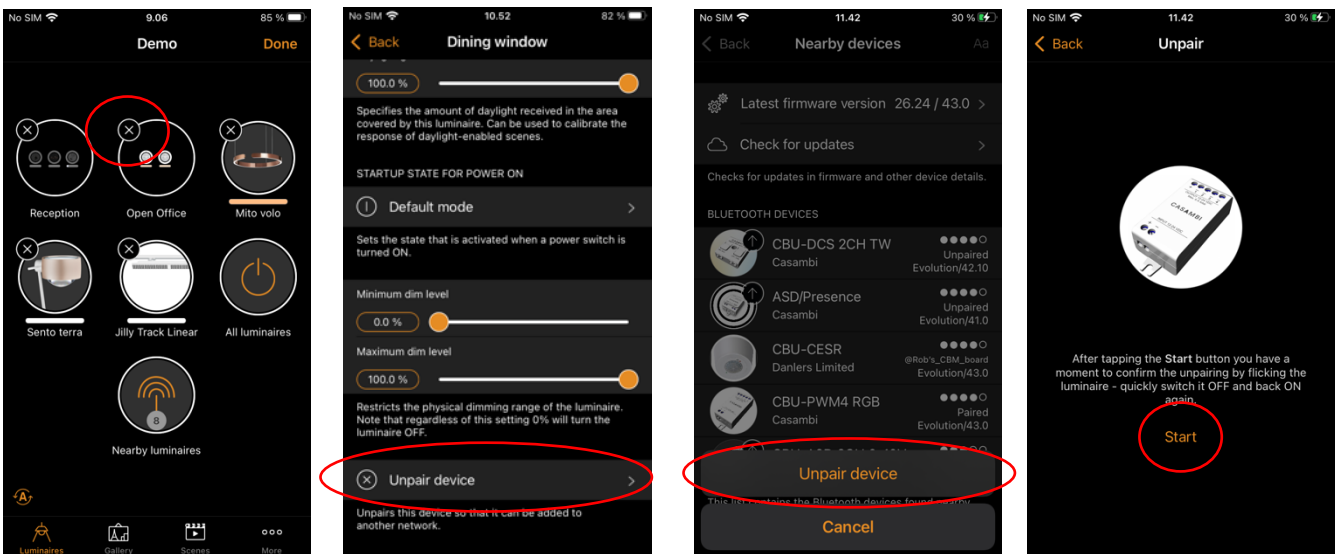 No SIM 9.06 85 %
Demo Done
Reception Open Office Mito volo
Sento terra Jilly Track Linear All luminaires
8
Nearby luminaires
A
Luminaires Gallery Scenes More
No SIM 10.52 82 %
Back Dining window
100.0 %
Specifies the amount of daylight received in the area
covered by this luminaire. Can be used to calibrate the
response of daylight-enabled scenes.
STARTUP STATE FOR POWER ON
Default mode
Sets the state that is activated when a power switch is
turned ON.
Minimum dim level
0.0 %
Maximum dim level
100.0 %
Restricts the physical dimming range of the luminaire.
Note that regardless of this setting 0% will turn the
luminaire OFF.
Unpair device
Unpairs this device so that it can be added to
another network.
No SIM 11.42 30 %
Back Nearby devices Aa
Latest firmware version 26.24 / 43.0
Check for updates
Checks for updates in firmware and other device details.
BLUETOOTH DEVICES
CBU-DCS 2CH TW
Casambi Unpaired
Evolution/42.10
ASD/Presence
Casambi Unpaired
Evolution/41.0
CBU-CESR
Danlers Limited @Rob's_CBM_board
Evolution/43.0
CBU-PWM4 RGB
Casambi Paired
Evolution/43.0
Unpair device
This list contains the Bluetooth devices found nearby
Cancel
No SIM 11.42 30 %
Back Unpair
CASAMBI
After tapping the Start button you have a
moment to confirm the unpairing by flicking the
luminaire - quickly switch it OFF and back ON
again.
Start